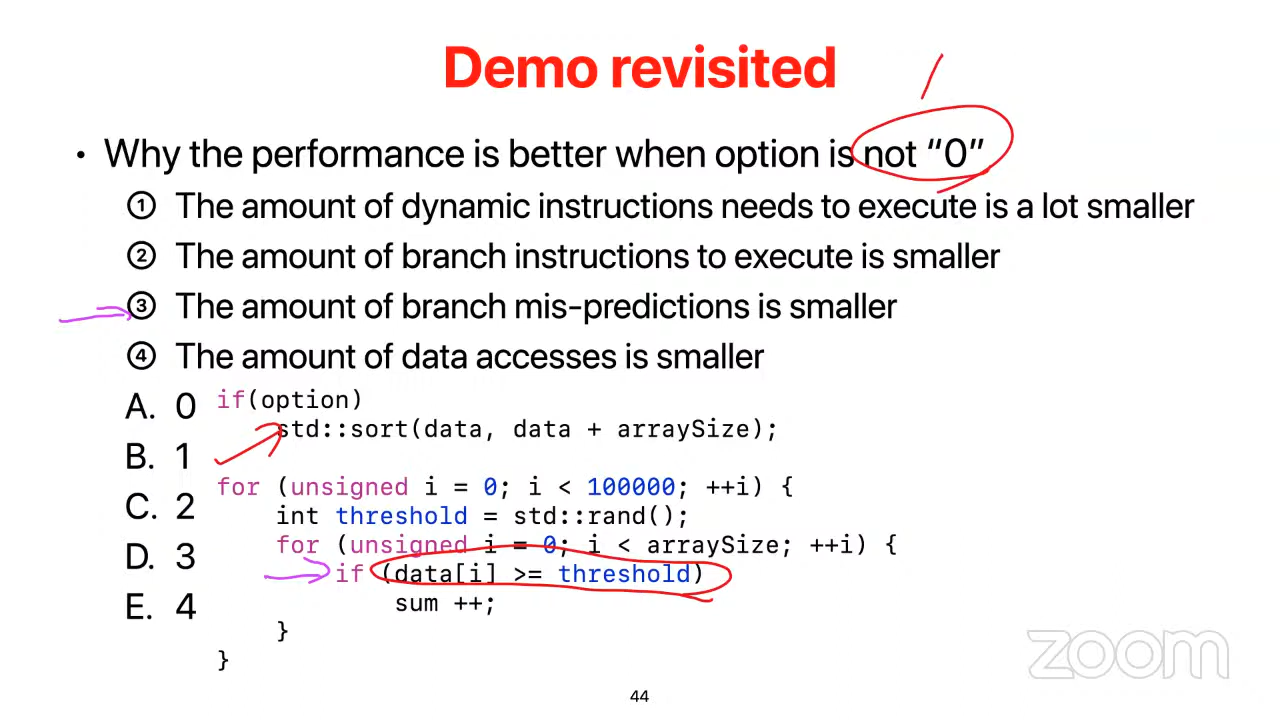 Demo revisited
• Why the performance is better when option is not “0”
① The amount of dynamic instructions needs to execute is a lot smaller
② The amount of branch instructions to execute is smaller
③ The amount of branch mis-predictions is smaller
④ The amount of data accesses is smaller
A. 0
B. 1
C. 2
D. 3
E. 4
if(option)
std::sort(data, data + arraySize);
for (unsigned i = 0; i < 100000; ++i) {
int threshold = std::rand();
for (unsigned i = 0; i < arraySize; ++i) {
if (data[i] >= threshold)
sum ++;
}
}
zoom
44